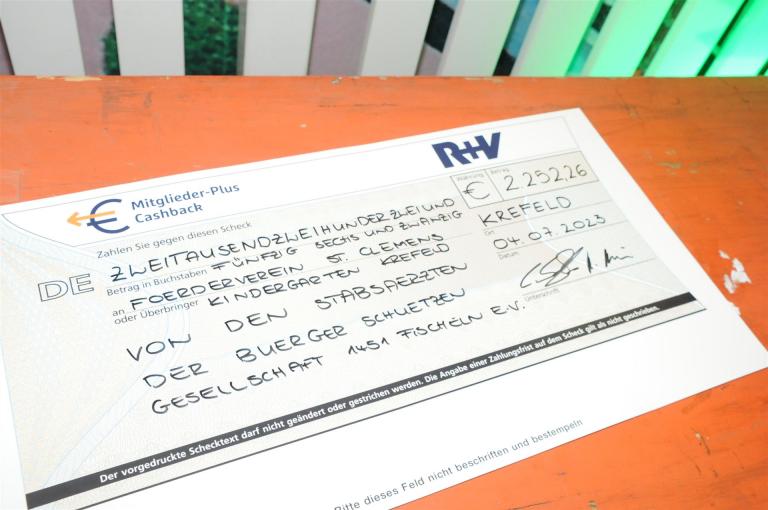 R+V
Mitglieder-Plus
Cashback
Währung
Betrag
€ 2.252,26
Zahlen Sie gegen diesen Scheck
DE
ZWEITAUSENDZWEIHUNDERZWEIUND
FÜNFZIG SECHS UND ZWANZIG
Betrag in Buchstaben
KREFELD
Ort
an FOERDERVEREIN ST. CLEMENS
oder Überbringer KINDERGARTEN KREFELD
04.07.2023
Datum
VON DEN STABSAERZTEN
Unterschrift
DER BUERGER SCHUETZEN
GESELLSCHAFT 1451 FISCHELN E.V.
Der vorgedruckte Schecktext darf nicht geändert oder gestrichen werden. Die Angabe einer Zahlungsfrist auf dem Scheck gilt als nicht geschrieben.
Bitte dieses Feld nicht beschriften und bestempeln